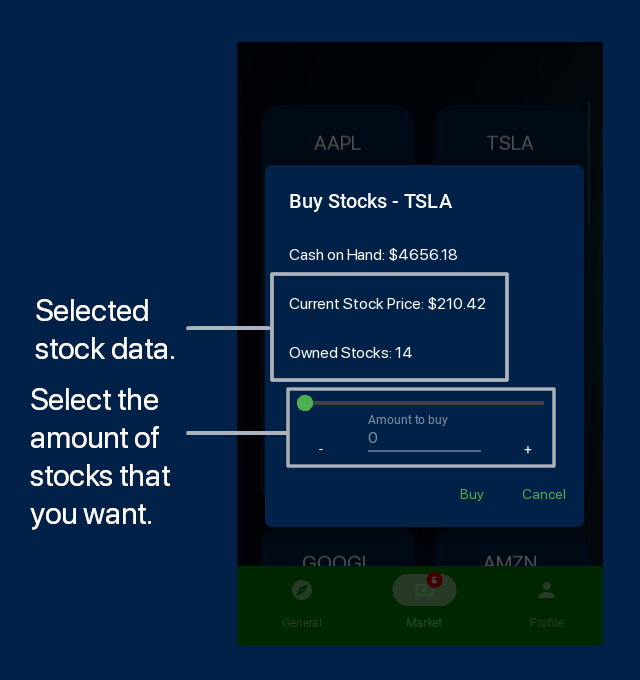 AAPL
TSLA
Buy Stocks - TSLA
Cash on Hand: $4656.18
Current Stock Price: $210.42
Owned Stocks: 14
Selected
stock data.
Select the
amount of
stocks that
you want.
Amount to buy
0
-
+
Buy
Cancel
GOOGL
AMZN
6
General
Market
Profile